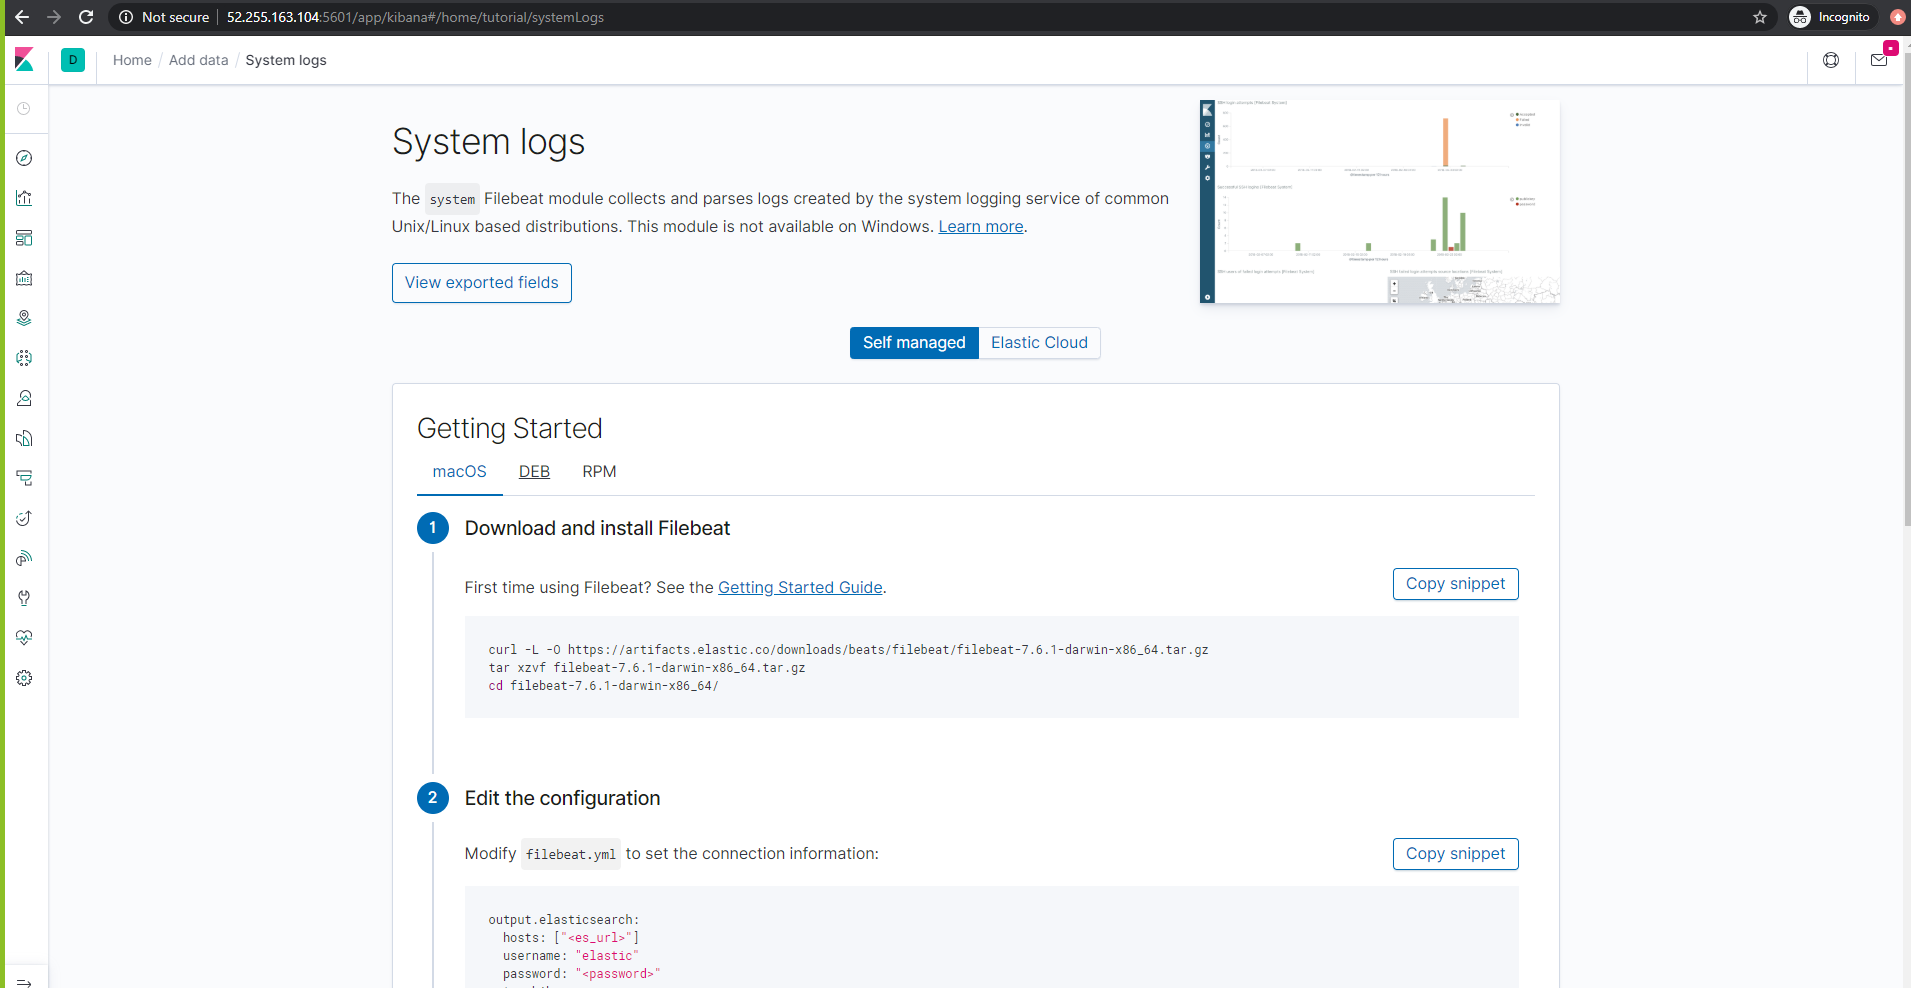 Not secure
52.255.163.104:5601/app/kibana#/home/tutorial/systemLogs
Incognito
D
Home / Add data / System logs
System logs
The system Filebeat module collects and parses logs created by the system logging service of common
Unix/Linux based distributions. This module is not available on Windows. Learn more.
View exported fields
Self managed
Elastic Cloud
Getting Started
macOS
DEB
RPM
1
Download and install Filebeat
First time using Filebeat? See the Getting Started Guide.
Copy snippet
curl -L -O https://artifacts.elastic.co/downloads/beats/filebeat/filebeat-7.6.1-darwin-x86_64.tar.gz
tar xzvf filebeat-7.6.1-darwin-x86_64.tar.gz
cd filebeat-7.6.1-darwin-x86_64/
2
Edit the configuration
Modify filebeat.yml to set the connection information:
Copy snippet
output.elasticsearch:
hosts: ["<es_url>"]
username: "elastic"
password: "<password>"